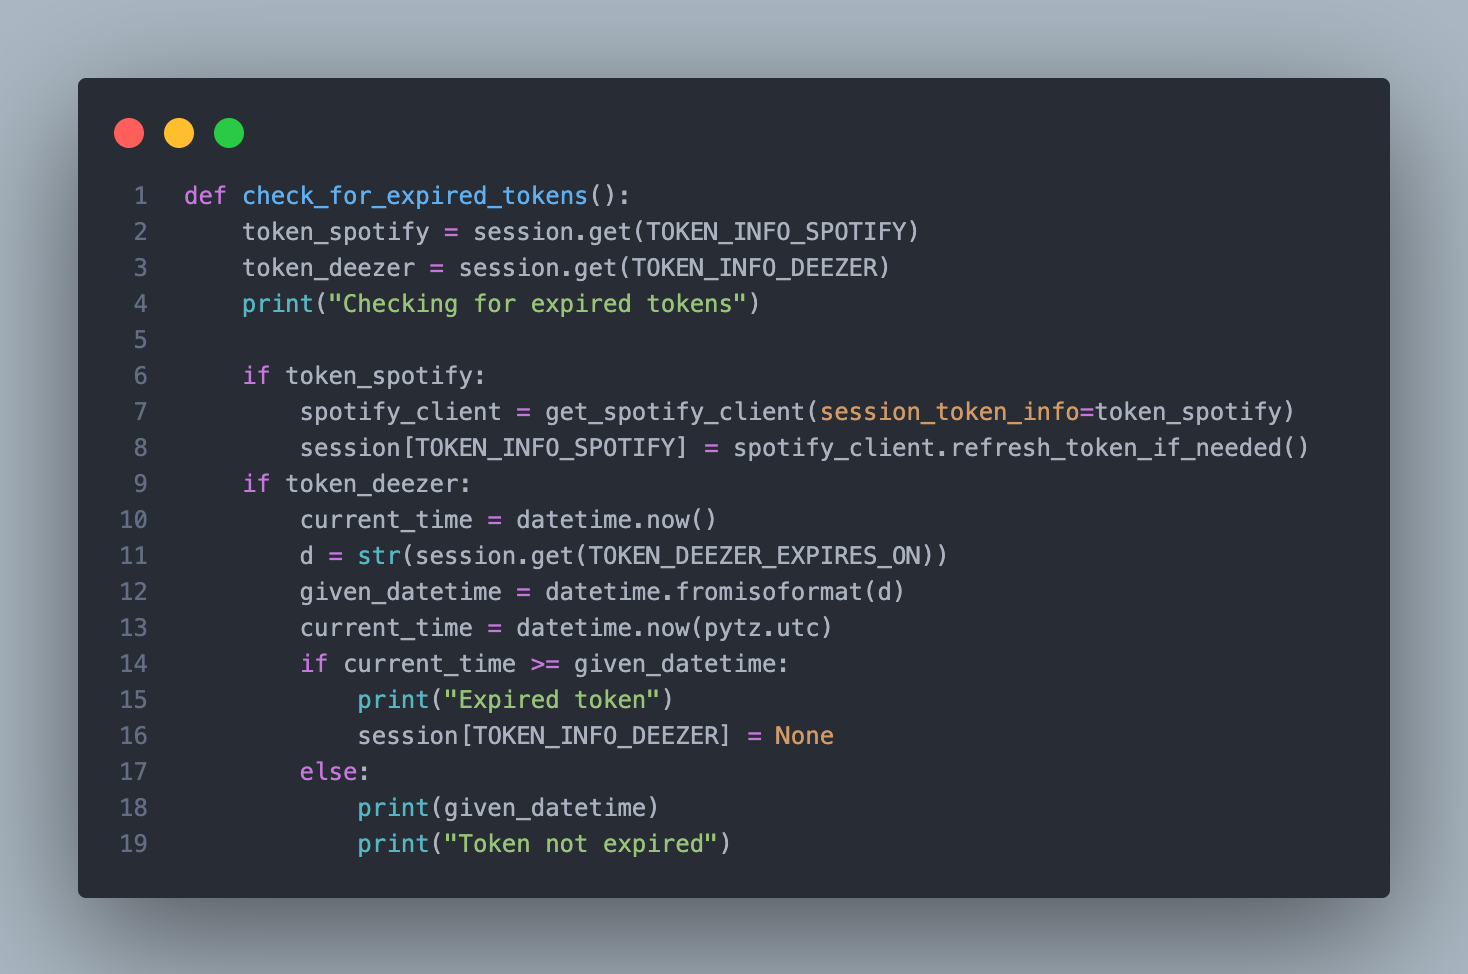 1 def check_for_expired_tokens():
2     token_spotify = session.get(TOKEN_INFO_SPOTIFY)
3     token_deezer = session.get(TOKEN_INFO_DEEZER)
4     print("Checking for expired tokens")
5
6     if token_spotify:
7         spotify_client = get_spotify_client(session_token_info=token_spotify)
8         session[TOKEN_INFO_SPOTIFY] = spotify_client.refresh_token_if_needed()
9     if token_deezer:
10         current_time = datetime.now()
11         d = str(session.get(TOKEN_DEEZER_EXPIRES_ON))
12         given_datetime = datetime.fromisoformat(d)
13         current_time = datetime.now(pytz.utc)
14         if current_time >= given_datetime:
15             print("Expired token")
16             session[TOKEN_INFO_DEEZER] = None
17         else:
18             print(given_datetime)
19             print("Token not expired")